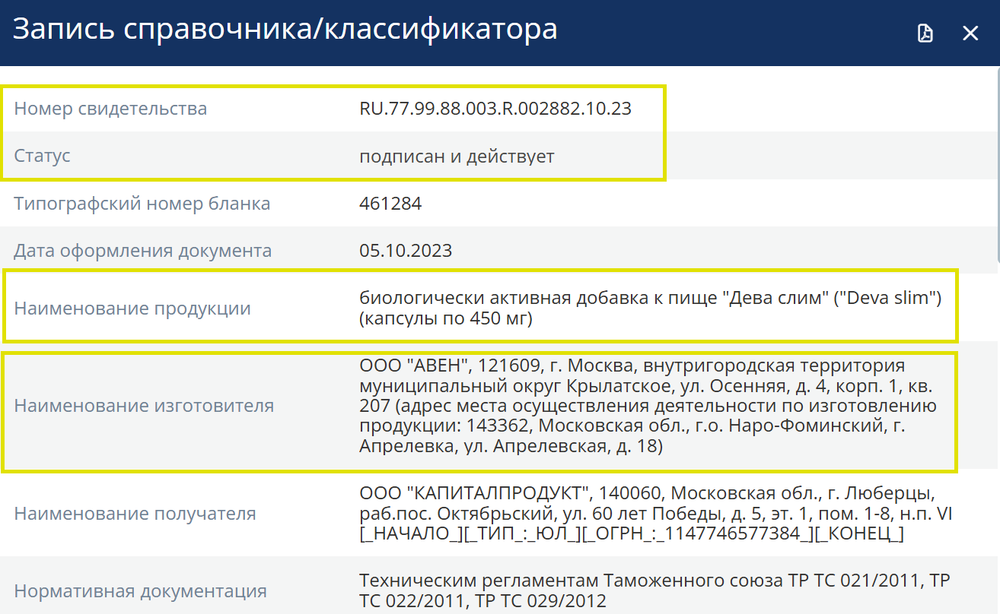 Запись справочника/классификатора
Номер свидетельства RU.77.99.88.003.R.002882.10.23
Статус подписан и действует
Типографский номер бланка 461284
Дата оформления документа 05.10.2023
Наименование продукции
биологически активная добавка к пище "Дева слим" ("Deva slim")
(капсулы по 450 мг)
Наименование изготовителя
ООО "АВЕН", 121609, г. Москва, внутригородская территория
муниципальный округ Крылатское, ул. Осенняя, д. 4, корп. 1, кв.
207 (адрес места осуществления деятельности по изготовлению
продукции: 143362, Московская обл., г.о. Наро-Фоминский, г.
Апрелевка, ул. Апрелевская, д. 18)
Наименование получателя
ООО "КАПИТАЛПРОДУКТ", 140060, Московская обл., г. Люберцы,
раб.пос. Октябрьский, ул. 60 лет Победы, д. 5, эт. 1, пом. 1-8, н.п. VI
[_НАЧАЛО_][_ТИП_:_ЮЛ_][_ОГРН_:_1147746577384_][_КОНЕЦ_]
Нормативная документация
Техническим регламентам Таможенного союза ТР ТС 021/2011, ТР
ТС 022/2011, ТР ТС 029/2012